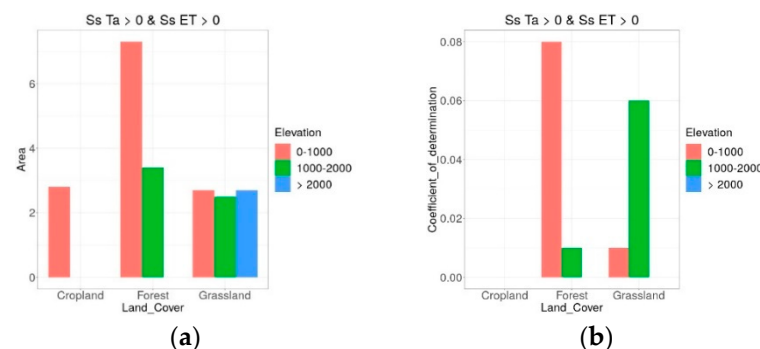 Ss Ta > 0 & Ss ET > 0
Area
6
4
2
0
Cropland Forest Grassland
Land_Cover
Elevation
0-1000
1000-2000
> 2000
(a)
Ss Ta > 0 & Ss ET > 0
Coefficient_of_determination
0.08
0.06
0.04
0.02
0.00
Cropland Forest Grassland
Land_Cover
Elevation
0-1000
1000-2000
> 2000
(b)